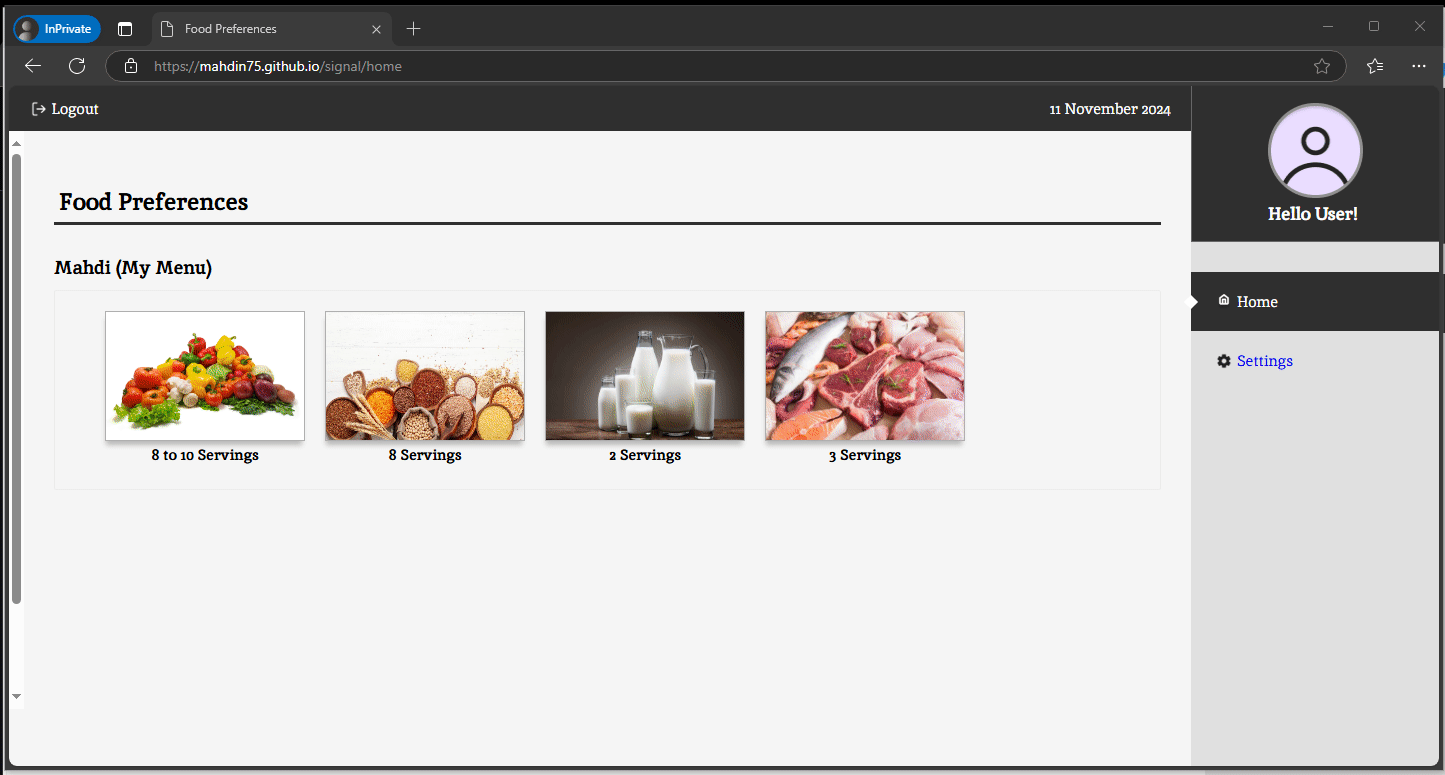 InPrivate
Food Preferences
https://mahdin75.github.io/signal/home
Logout
11 November 2024
Hello User!
Food Preferences
Mahdi (My Menu)
8 to 10 Servings
8 Servings
2 Servings
3 Servings
Home
Settings